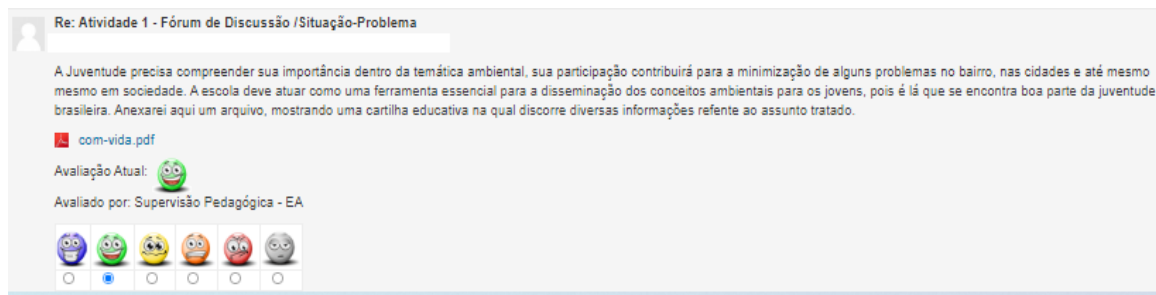 Re: Atividade 1 - Fórum de Discussão /Situação-Problema
A Juventude precisa compreender sua importância dentro da temática ambiental, sua participação contribuirá para a minimização de alguns problemas no bairro, nas cidades e até mesmo
mesmo em sociedade. A escola deve atuar como uma ferramenta essencial para a disseminação dos conceitos ambientais para os jovens, pois é lá que se encontra boa parte da juventude
brasileira. Anexarei aqui um arquivo, mostrando uma cartilha educativa na qual discorre diversas informações referente ao assunto tratado.
com-vida.pdf
Avaliação Atual:
Avaliado por: Supervisão Pedagógica - EA